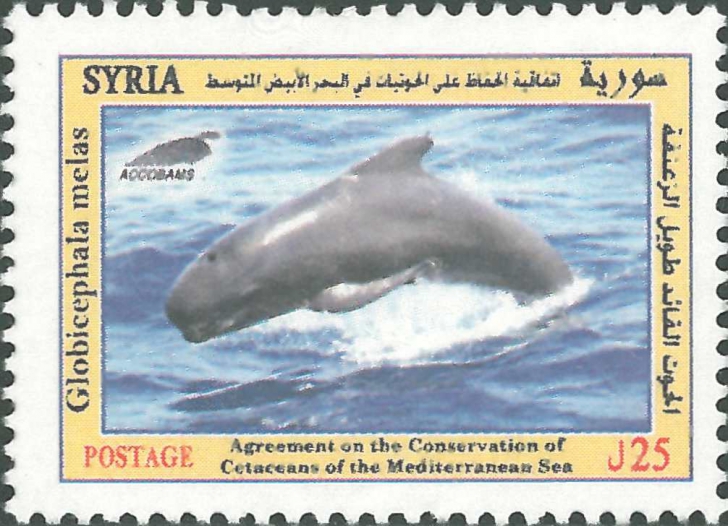 SYRIA
اتفاقية الحفاظ على الحوتيات في البحر الأبيض المتوسط
سورية
ACCOBAMS
Globicephala melas
الحوت القائد طويل الزعنفة
POSTAGE
Agreement on the Conservation of
Cetaceans of the Mediterranean Sea
25ل